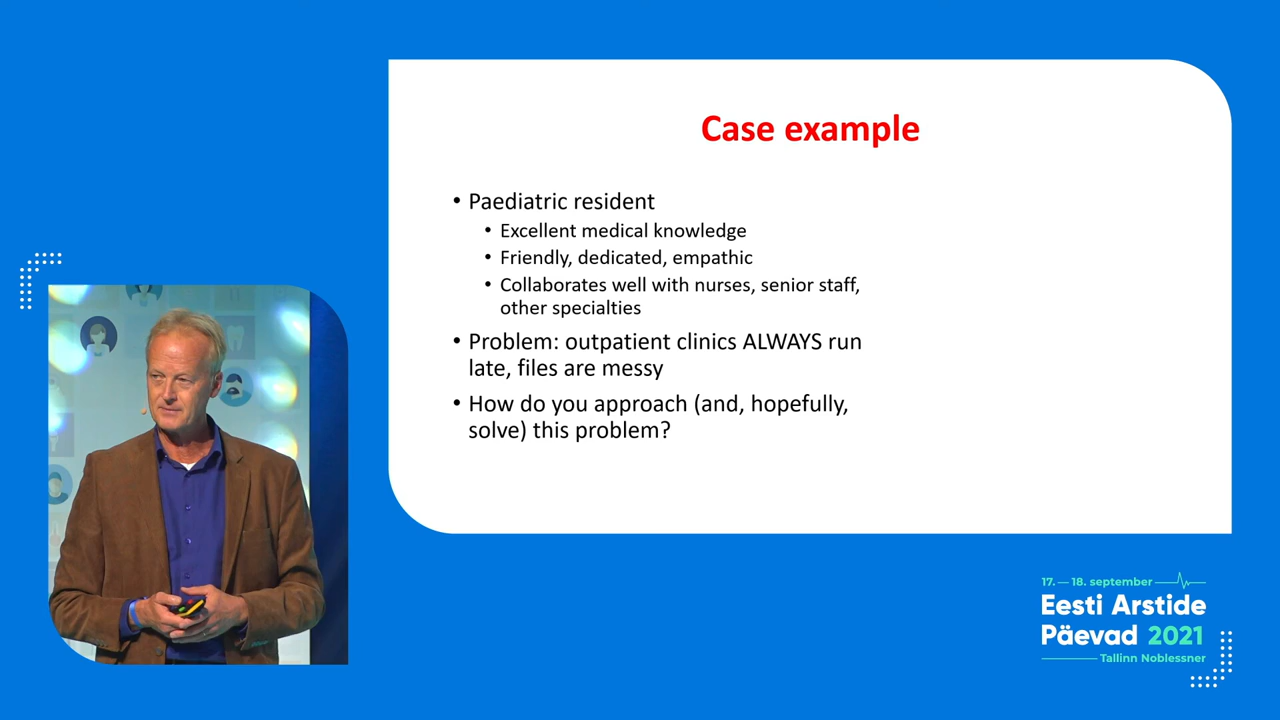 Case example
• Paediatric resident
• Excellent medical knowledge
• Friendly, dedicated, empathic
• Collaborates well with nurses, senior staff,
other specialties
• Problem: outpatient clinics ALWAYS run
late, files are messy
• How do you approach (and, hopefully,
solve) this problem?
17. — 18. september
Eesti Arstide
Päevad 2021
Tallinn Noblessner